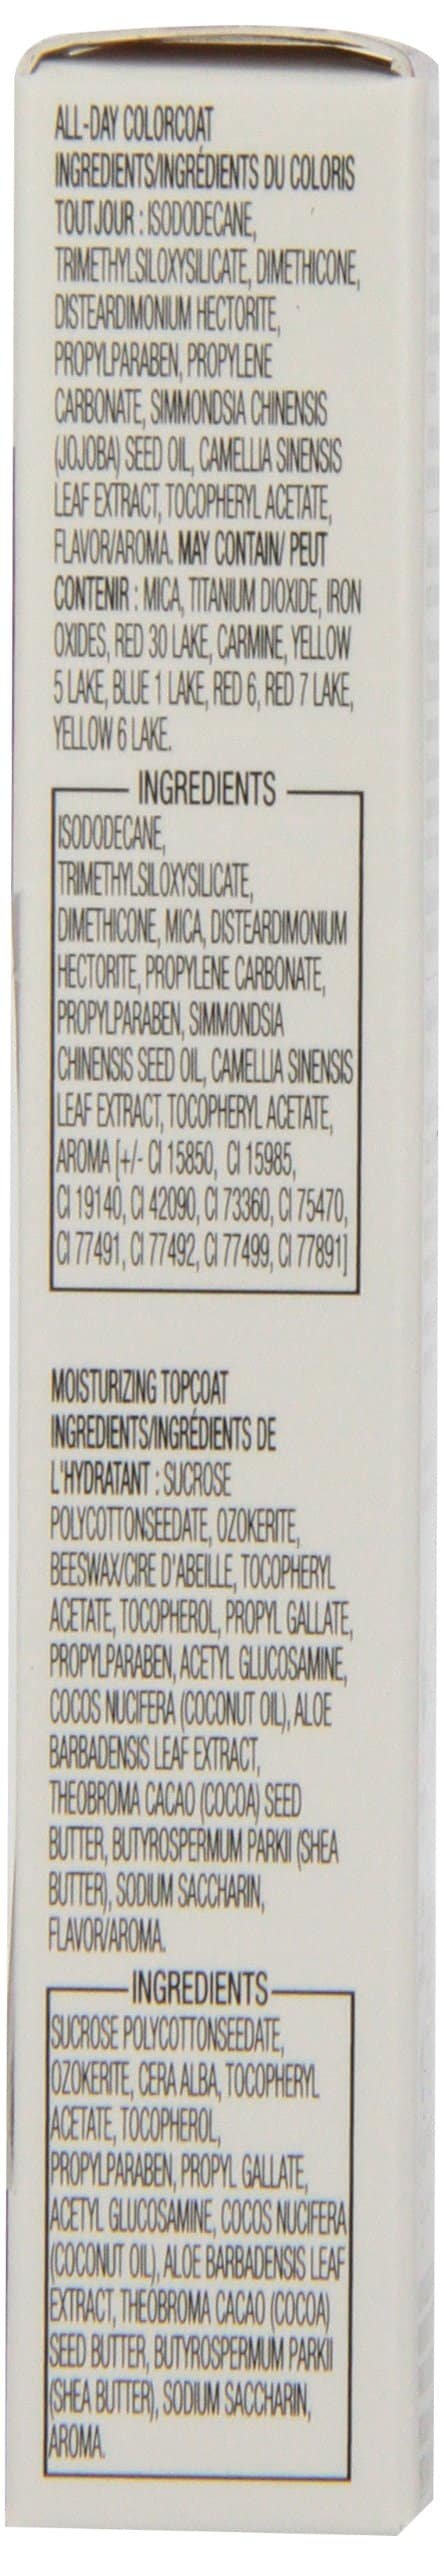 ALL-DAY COLORCOAT
INGREDIENTS/INGRÉDIENTS DU COLORIS
TOUTJOUR : ISODODECANE,
TRIMETHYLSILOXYSILICATE, DIMETHICONE,
DISTEARDIMONIUM HECTORITE,
PROPYLPARABEN, PROPYLENE
CARBONATE, SIMMONDSIA CHINENSIS
(JOJOBA) SEED OIL, CAMELLIA SINENSIS
LEAF EXTRACT, TOCOPHERYL ACETATE,
FLAVOR/AROMA. MAY CONTAIN/ PEUT
CONTENIR : MICA, TITANIUM DIOXIDE, IRON
OXIDES, RED 30 LAKE, CARMINE, YELLOW
5 LAKE, BLUE 1 LAKE, RED 6, RED 7 LAKE,
YELLOW 6 LAKE.
INGREDIENTS
ISODODECANE,
TRIMETHYLSILOXYSILICATE,
DIMETHICONE, MICA, DISTEARDIMONIUM
HECTORITE, PROPYLENE CARBONATE,
PROPYLPARABEN, SIMMONDSIA
CHINENSIS SEED OIL, CAMELLIA SINENSIS
LEAF EXTRACT, TOCOPHERYL ACETATE,
AROMA [+/- CI 15850, CI 15985,
CI 19140, CI 42090, CI 73360, CI 75470,
CI 77491, CI 77492, CI 77499, CI 77891]
MOISTURIZING TOPCOAT
INGREDIENTS/INGRÉDIENTS DE
L'HYDRATANT : SUCROSE
POLYCOTTONSEEDATE, OZOKERITE,
BEESWAX/CIRE D'ABEILLE, TOCOPHERYL
ACETATE, TOCOPHEROL, PROPYL GALLATE,
PROPYLPARABEN, ACETYL GLUCOSAMINE,
COCOS NUCIFERA (COCONUT OIL), ALOE
BARBADENSIS LEAF EXTRACT,
THEOBROMA CACAO (COCOA) SEED
BUTTER, BUTYROSPERMUM PARKII (SHEA
BUTTER), SODIUM SACCHARIN,
FLAVOR/AROMA.
INGREDIENTS
SUCROSE POLYCOTTONSEEDATE,
OZOKERITE, CERA ALBA, TOCOPHERYL
ACETATE, TOCOPHEROL,
PROPYLPARABEN, PROPYL GALLATE,
ACETYL GLUCOSAMINE, COCOS NUCIFERA
(COCONUT OIL), ALOE BARBADENSIS LEAF
EXTRACT, THEOBROMA CACAO (COCOA)
SEED BUTTER, BUTYROSPERMUM PARKII
(SHEA BUTTER), SODIUM SACCHARIN,
AROMA.